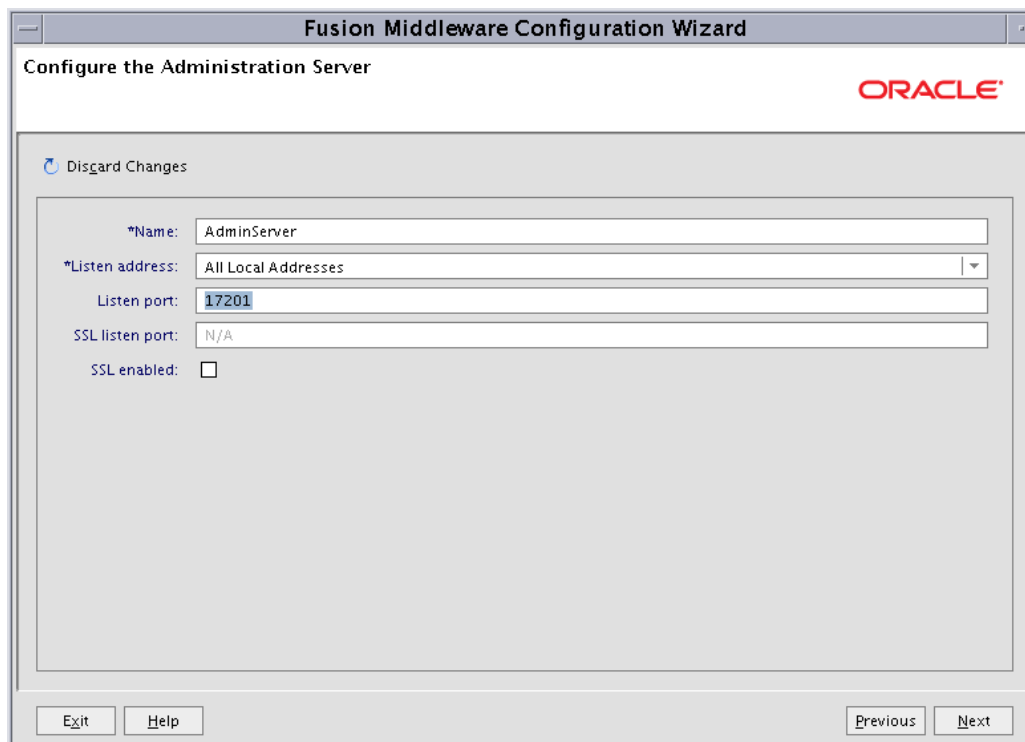 Fusion Middleware Configuration Wizard
Configure the Administration Server
ORACLE
Discard Changes
*Name: AdminServer
*Listen address: All Local Addresses
Listen port: 17201
SSL listen port: N/A
SSL enabled:
Exit Help Previous Next